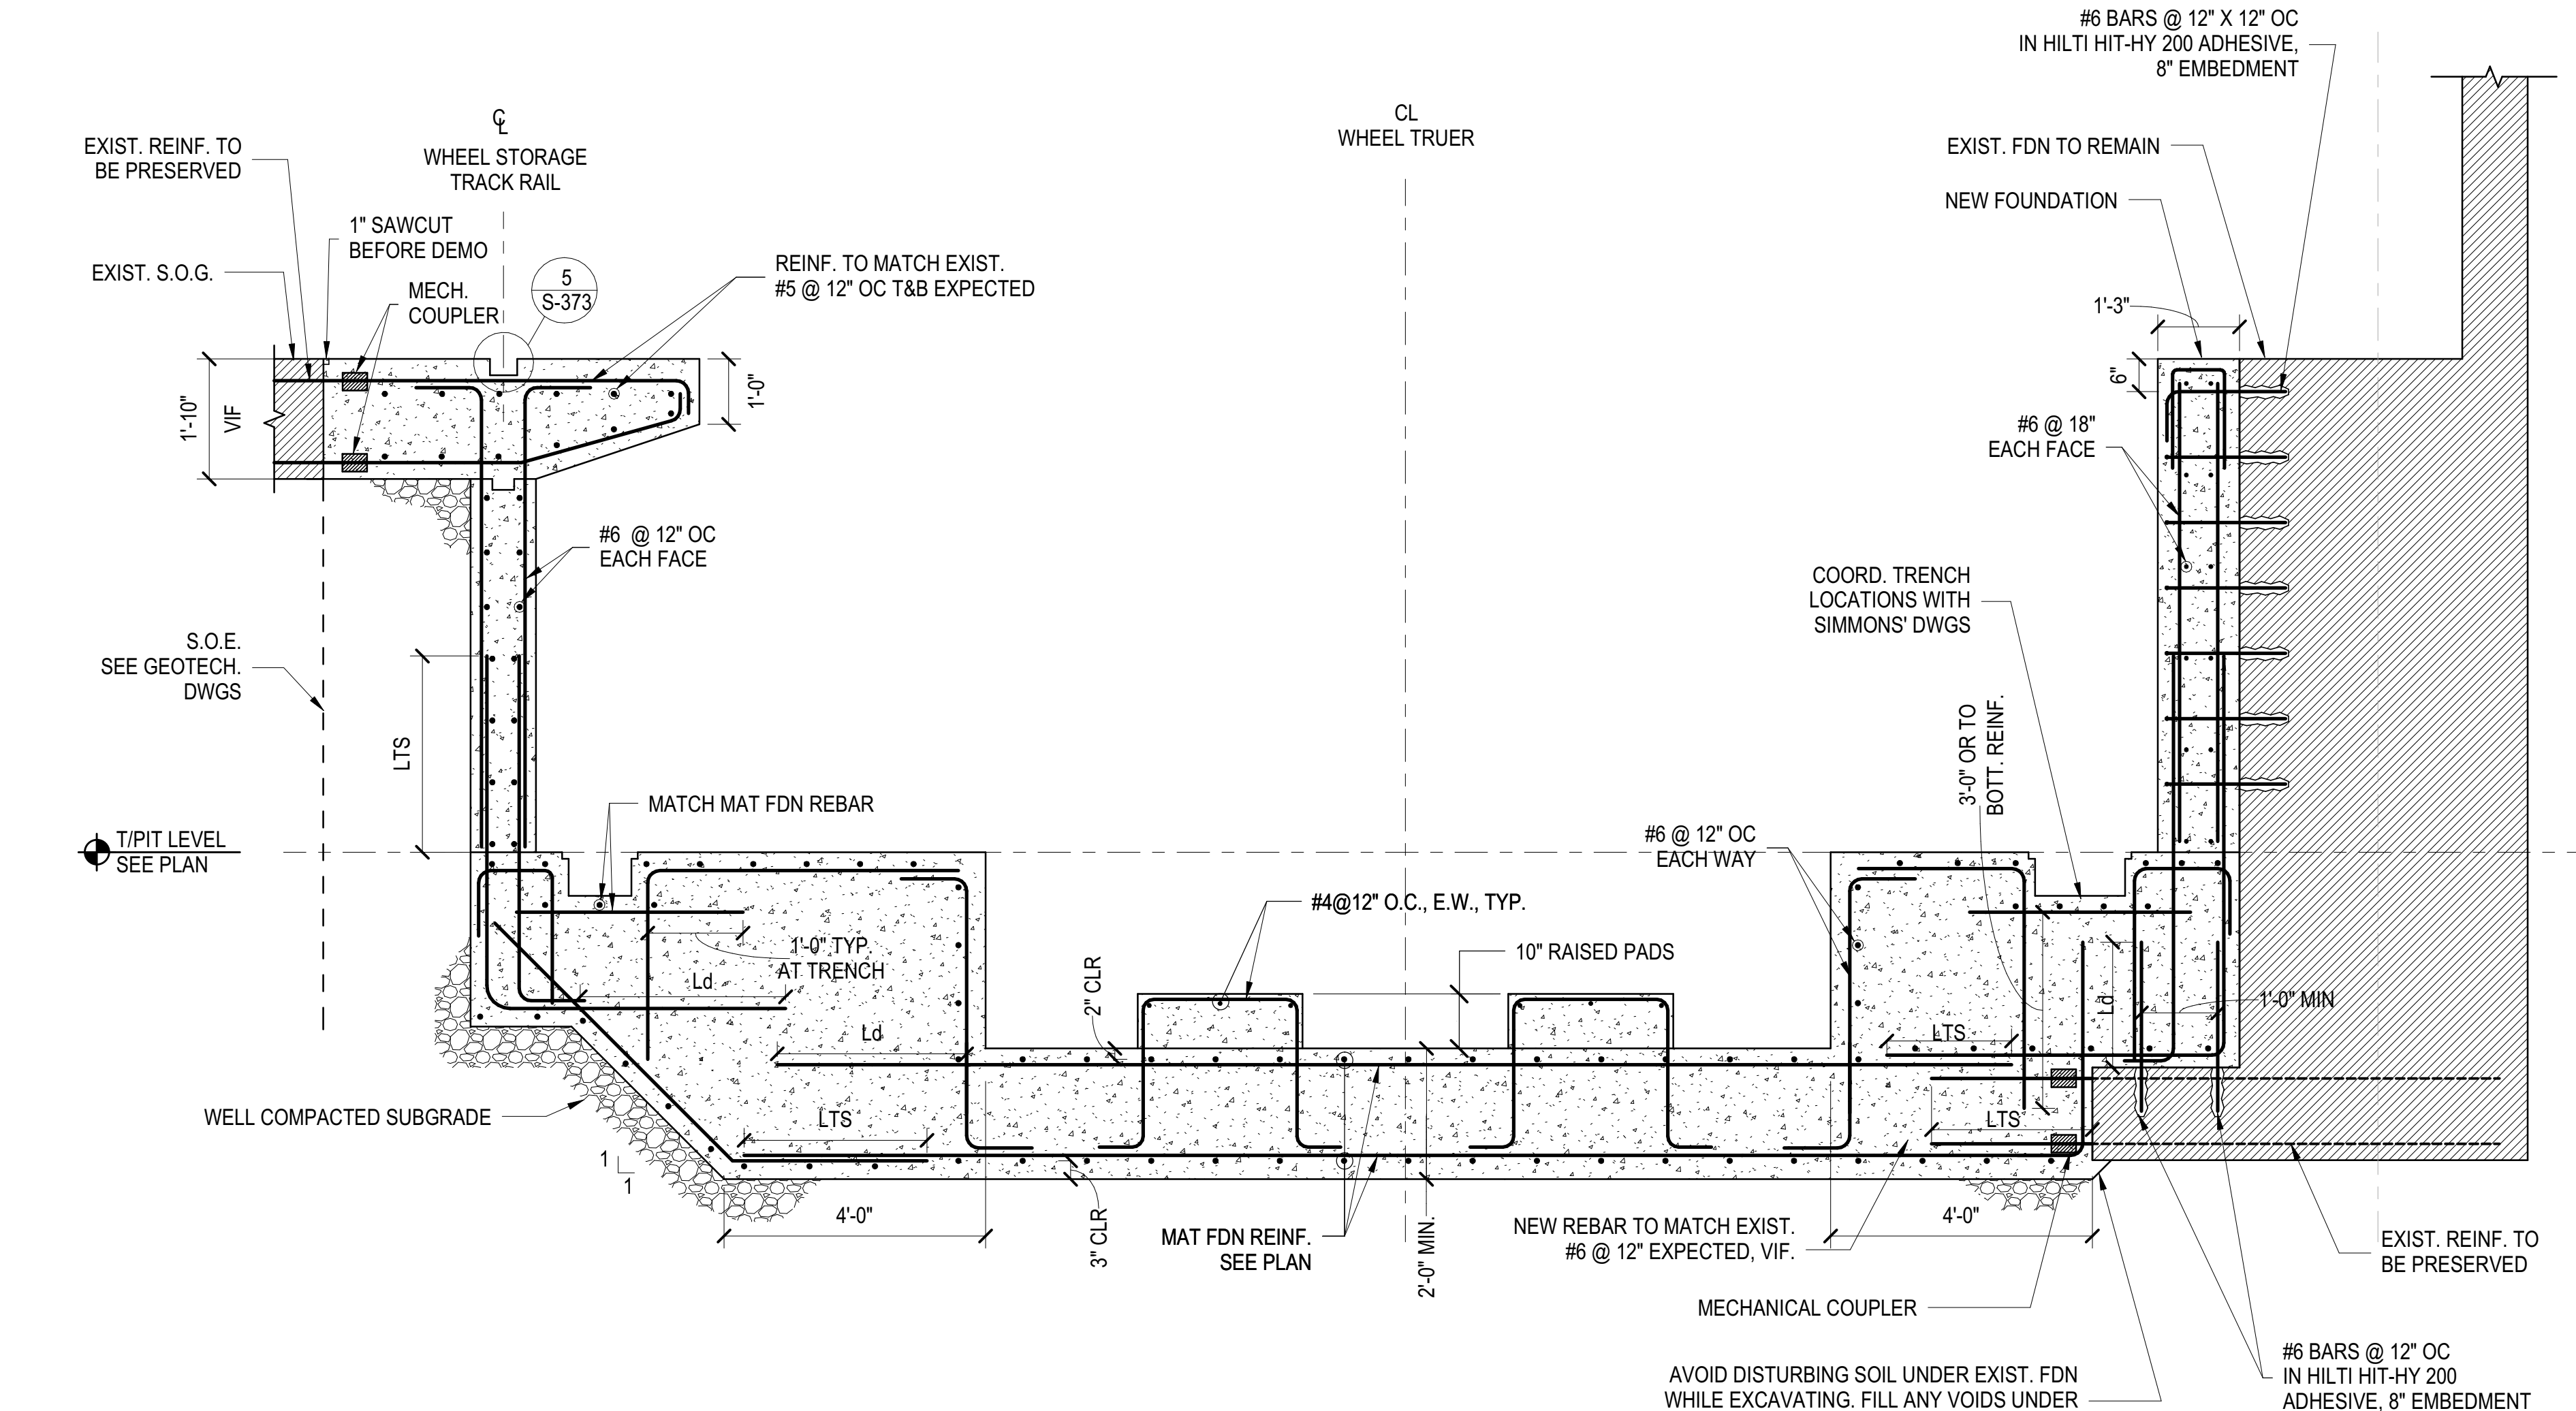 #6 BARS @ 12" X 12" OC
IN HILTI HIT-HY 200 ADHESIVE,
8" EMBEDMENT
CL
WHEEL TRUER
℄
WHEEL STORAGE
TRACK RAIL
EXIST. REINF. TO
BE PRESERVED
EXIST. FDN TO REMAIN
NEW FOUNDATION
1" SAWCUT
BEFORE DEMO
EXIST. S.O.G.
MECH.
COUPLER
5
S-373
REINF. TO MATCH EXIST.
#5 @ 12" OC T&B EXPECTED
1'-3"
1'-10"
VIF
1'-0"
6"
#6 @ 18"
EACH FACE
#6 @ 12" OC
EACH FACE
COORD. TRENCH
LOCATIONS WITH
SIMMONS' DWGS
S.O.E.
SEE GEOTECH.
DWGS
LTS
3'-0" OR TO
BOTT. REINF.
MATCH MAT FDN REBAR
T/PIT LEVEL
SEE PLAN
#6 @ 12" OC
EACH WAY
#4@12" O.C., E.W., TYP.
1'-0" TYP.
AT TRENCH
10" RAISED PADS
2" CLR
Ld
Ld
Ld
1'-0" MIN
LTS
LTS
LTS
WELL COMPACTED SUBGRADE
1
1
4'-0"
3" CLR
MAT FDN REINF.
SEE PLAN
2'-0" MIN.
NEW REBAR TO MATCH EXIST.
#6 @ 12" EXPECTED, VIF.
4'-0"
EXIST. REINF. TO
BE PRESERVED
MECHANICAL COUPLER
AVOID DISTURBING SOIL UNDER EXIST. FDN
WHILE EXCAVATING. FILL ANY VOIDS UNDER
#6 BARS @ 12" OC
IN HILTI HIT-HY 200
ADHESIVE, 8" EMBEDMENT